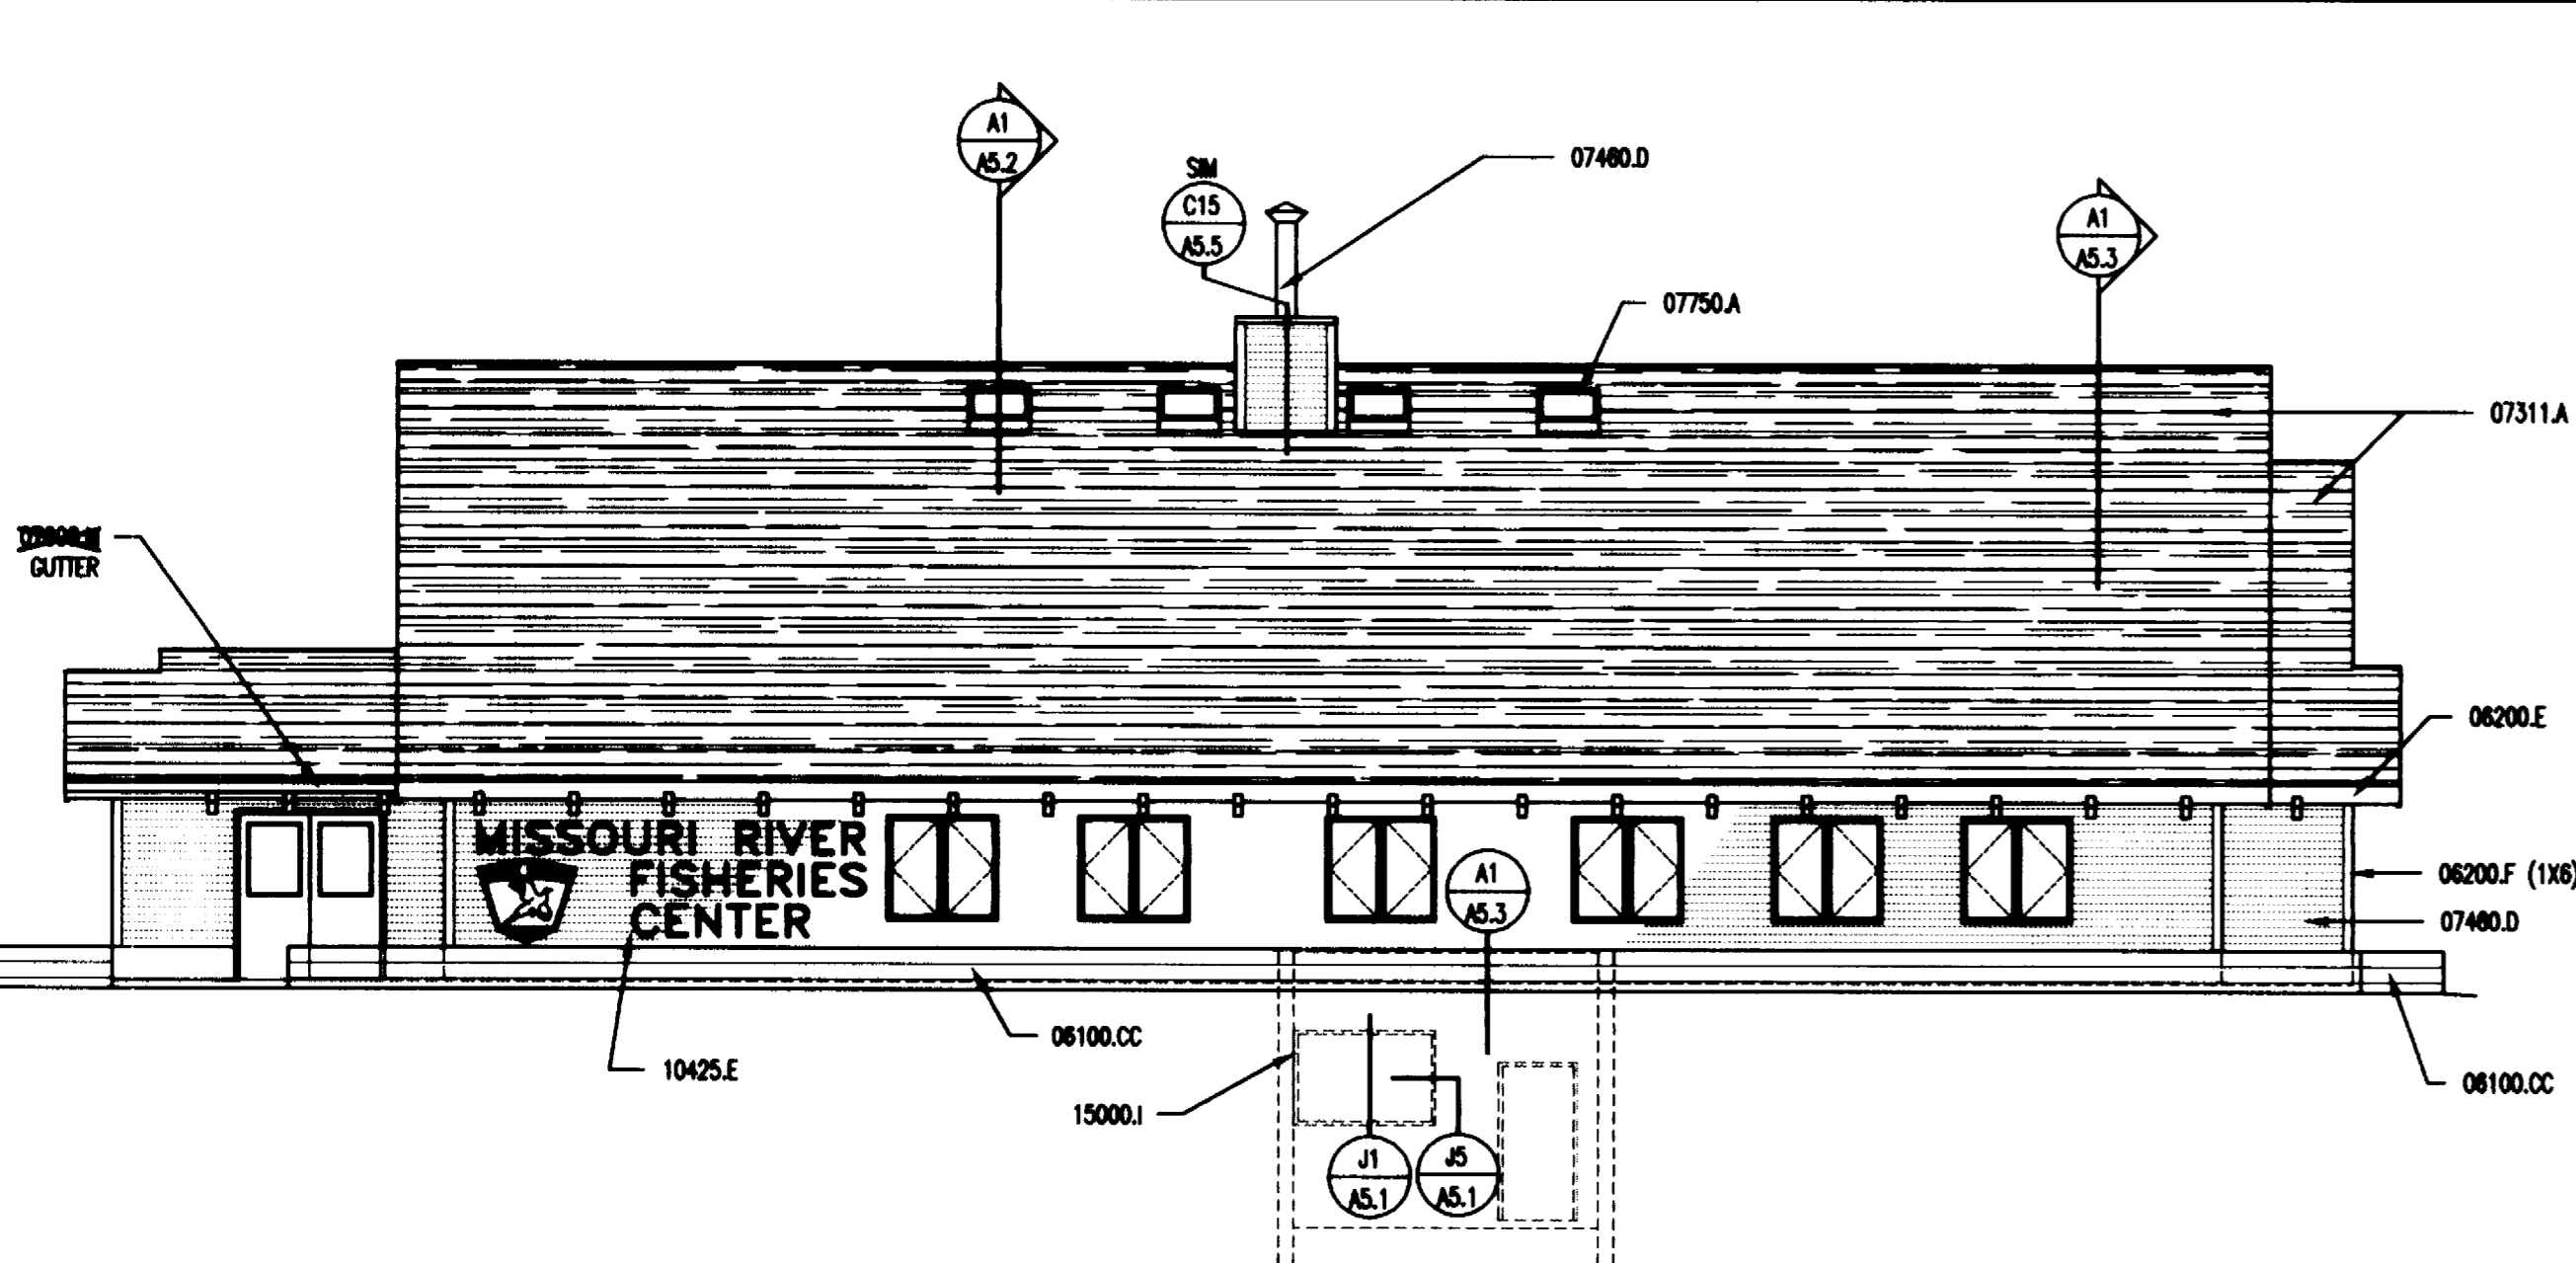 A1
A5.2
SIM
C15
A5.5
07460.D
A1
A5.3
07750.A
07311.A
GUTTER
06200.E
MISSOURI RIVER
FISHERIES
CENTER
A1
A5.3
06200.F (1X6)
07460.D
06100.CC
10425.E
15000.I
06100.CC
J1
A5.1
J5
A5.1